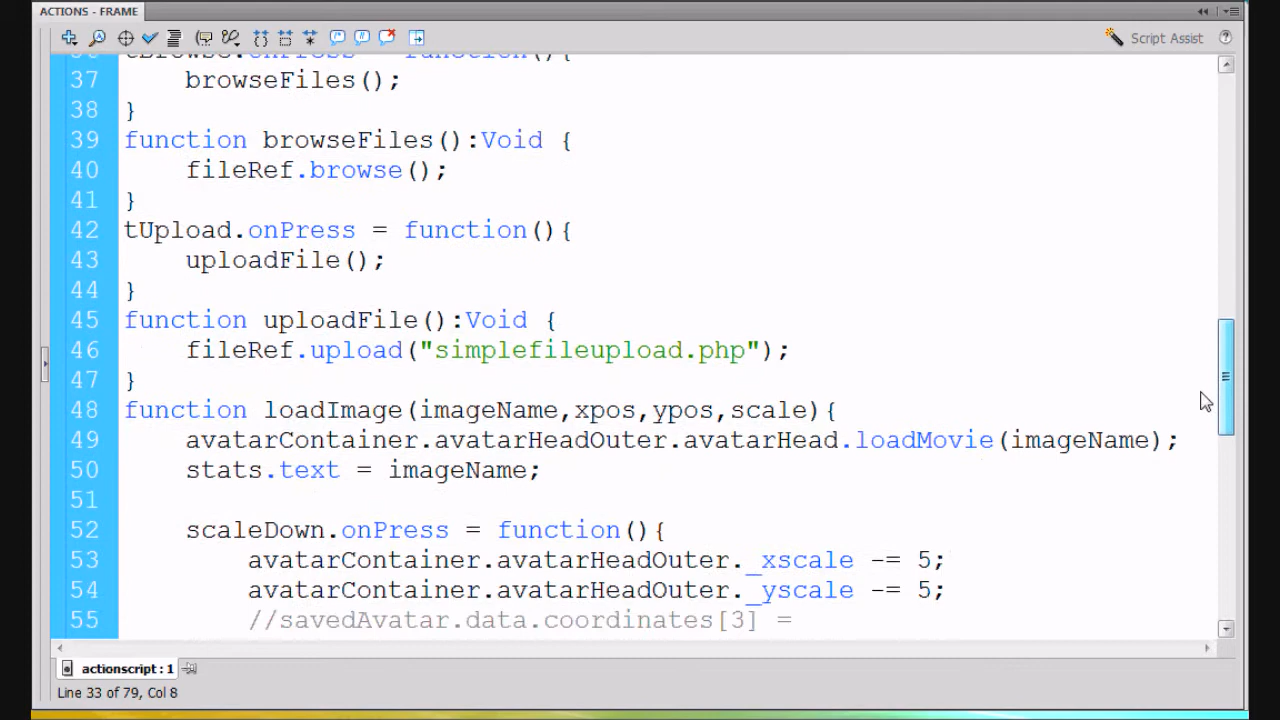 ACTIONS - FRAME
Script Assist
36 tBrowse.onPress = function(){
37 browseFiles();
38 }
39 function browseFiles():Void {
40 fileRef.browse();
41 }
42 tUpload.onPress = function(){
43 uploadFile();
44 }
45 function uploadFile():Void {
46 fileRef.upload("simplefileupload.php");
47 }
48 function loadImage(imageName,xpos,ypos,scale){
49 avatarContainer.avatarHeadOuter.avatarHead.loadMovie(imageName);
50 stats.text = imageName;
51
52 scaleDown.onPress = function(){
53 avatarContainer.avatarHeadOuter._xscale -= 5;
54 avatarContainer.avatarHeadOuter._yscale -= 5;
55 //savedAvatar.data.coordinates[3] =
actionscript : 1
Line 33 of 79, Col 8